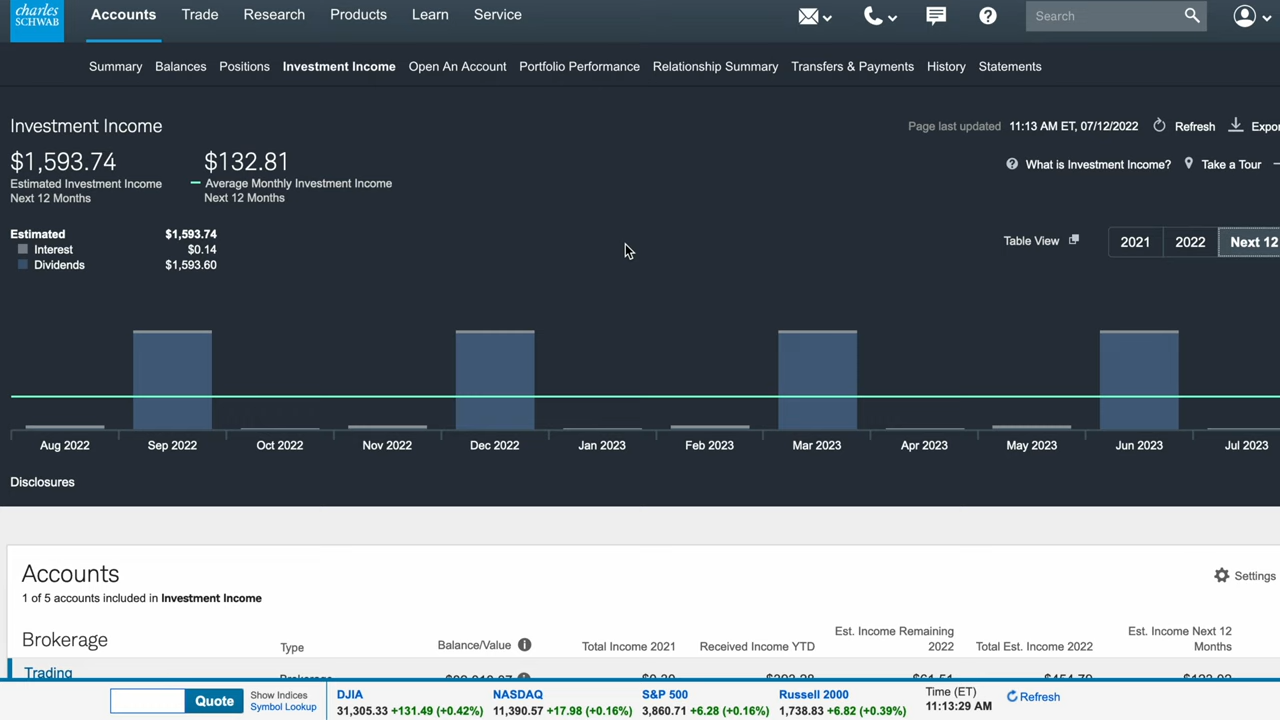 charles
SCHWAB
Accounts Trade Research Products Learn Service
Search
Summary Balances Positions Investment Income Open An Account Portfolio Performance Relationship Summary Transfers & Payments History Statements
Investment Income
Page last updated 11:13 AM ET, 07/12/2022 Refresh Expor
$1,593.74 $132.81
Estimated Investment Income Average Monthly Investment Income
Next 12 Months Next 12 Months
What is Investment Income? Take a Tour
Estimated $1,593.74
Interest $0.14
Dividends $1,593.60
Table View 2021 2022 Next 12
Aug 2022 Sep 2022 Oct 2022 Nov 2022 Dec 2022 Jan 2023 Feb 2023 Mar 2023 Apr 2023 May 2023 Jun 2023 Jul 2023
Disclosures
Accounts
Settings
1 of 5 accounts included in Investment Income
Brokerage
Type Balance/Value Total Income 2021 Received Income YTD Est. Income Remaining 2022 Total Est. Income 2022 Est. Income Next 12 Months
Trading
Quote
Show Indices
Symbol Lookup
DJIA NASDAQ S&P 500 Russell 2000 Time (ET)
31,305.33 +131.49 (+0.42%) 11,390.57 +17.98 (+0.16%) 3,860.71 +6.28 (+0.16%) 1,738.83 +6.82 (+0.39%) 11:13:29 AM
Refresh